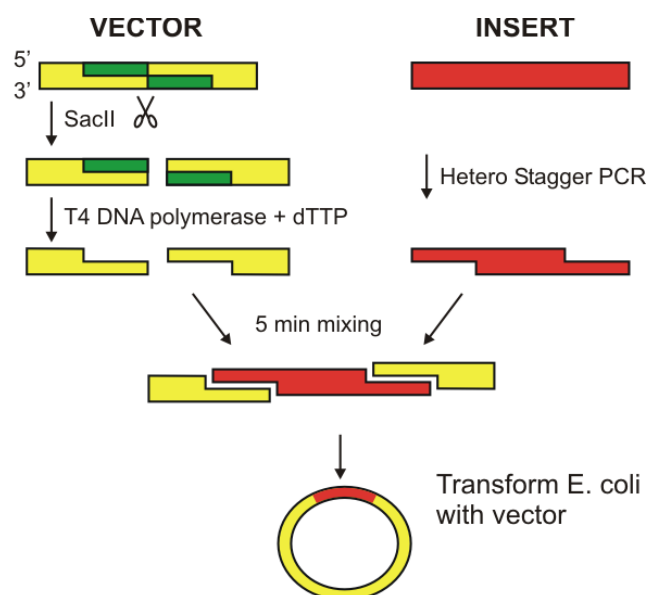 VECTOR
INSERT
5’
3’
SacII
Hetero Stagger PCR
T4 DNA polymerase + dTTP
5 min mixing
Transform E. coli
with vector